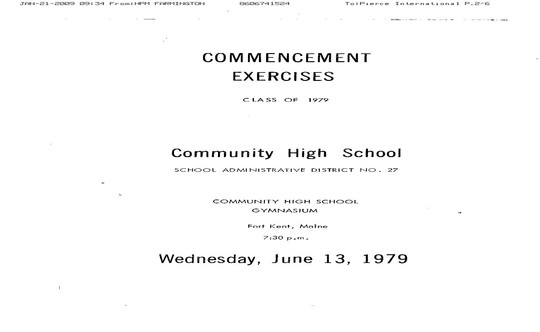 JAN-21-2009 09:34 From:HPM FARMINGTON 8606741524 To:Pierce International P.2/6
COMMENCEMENT
EXERCISES
CLASS OF 1979
Community High School
SCHOOL ADMINISTRATIVE DISTRICT NO. 27
COMMUNITY HIGH SCHOOL
GYMNASIUM
Fort Kent, Maine
7:30 p.m.
Wednesday, June 13, 1979